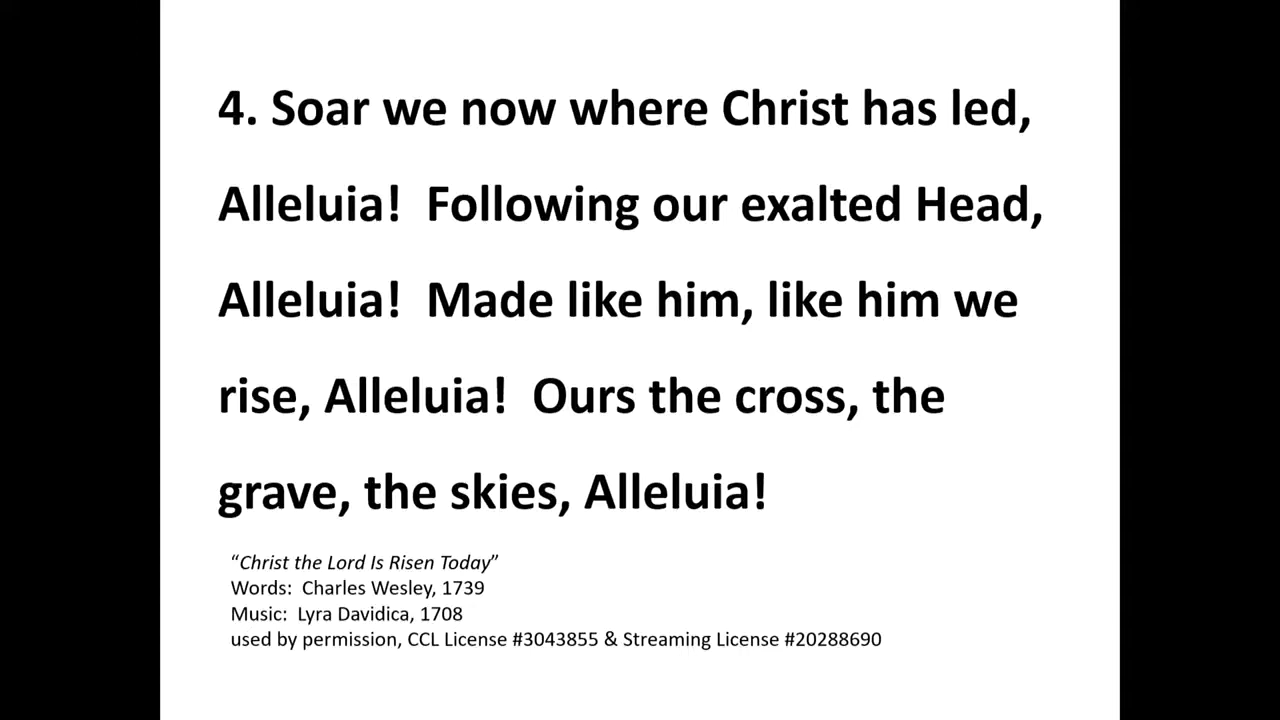 4. Soar we now where Christ has led,
Alleluia!  Following our exalted Head,
Alleluia!  Made like him, like him we
rise, Alleluia!  Ours the cross, the
grave, the skies, Alleluia!
“Christ the Lord Is Risen Today”
Words:  Charles Wesley, 1739
Music:  Lyra Davidica, 1708
used by permission, CCL License #3043855 & Streaming License #20288690